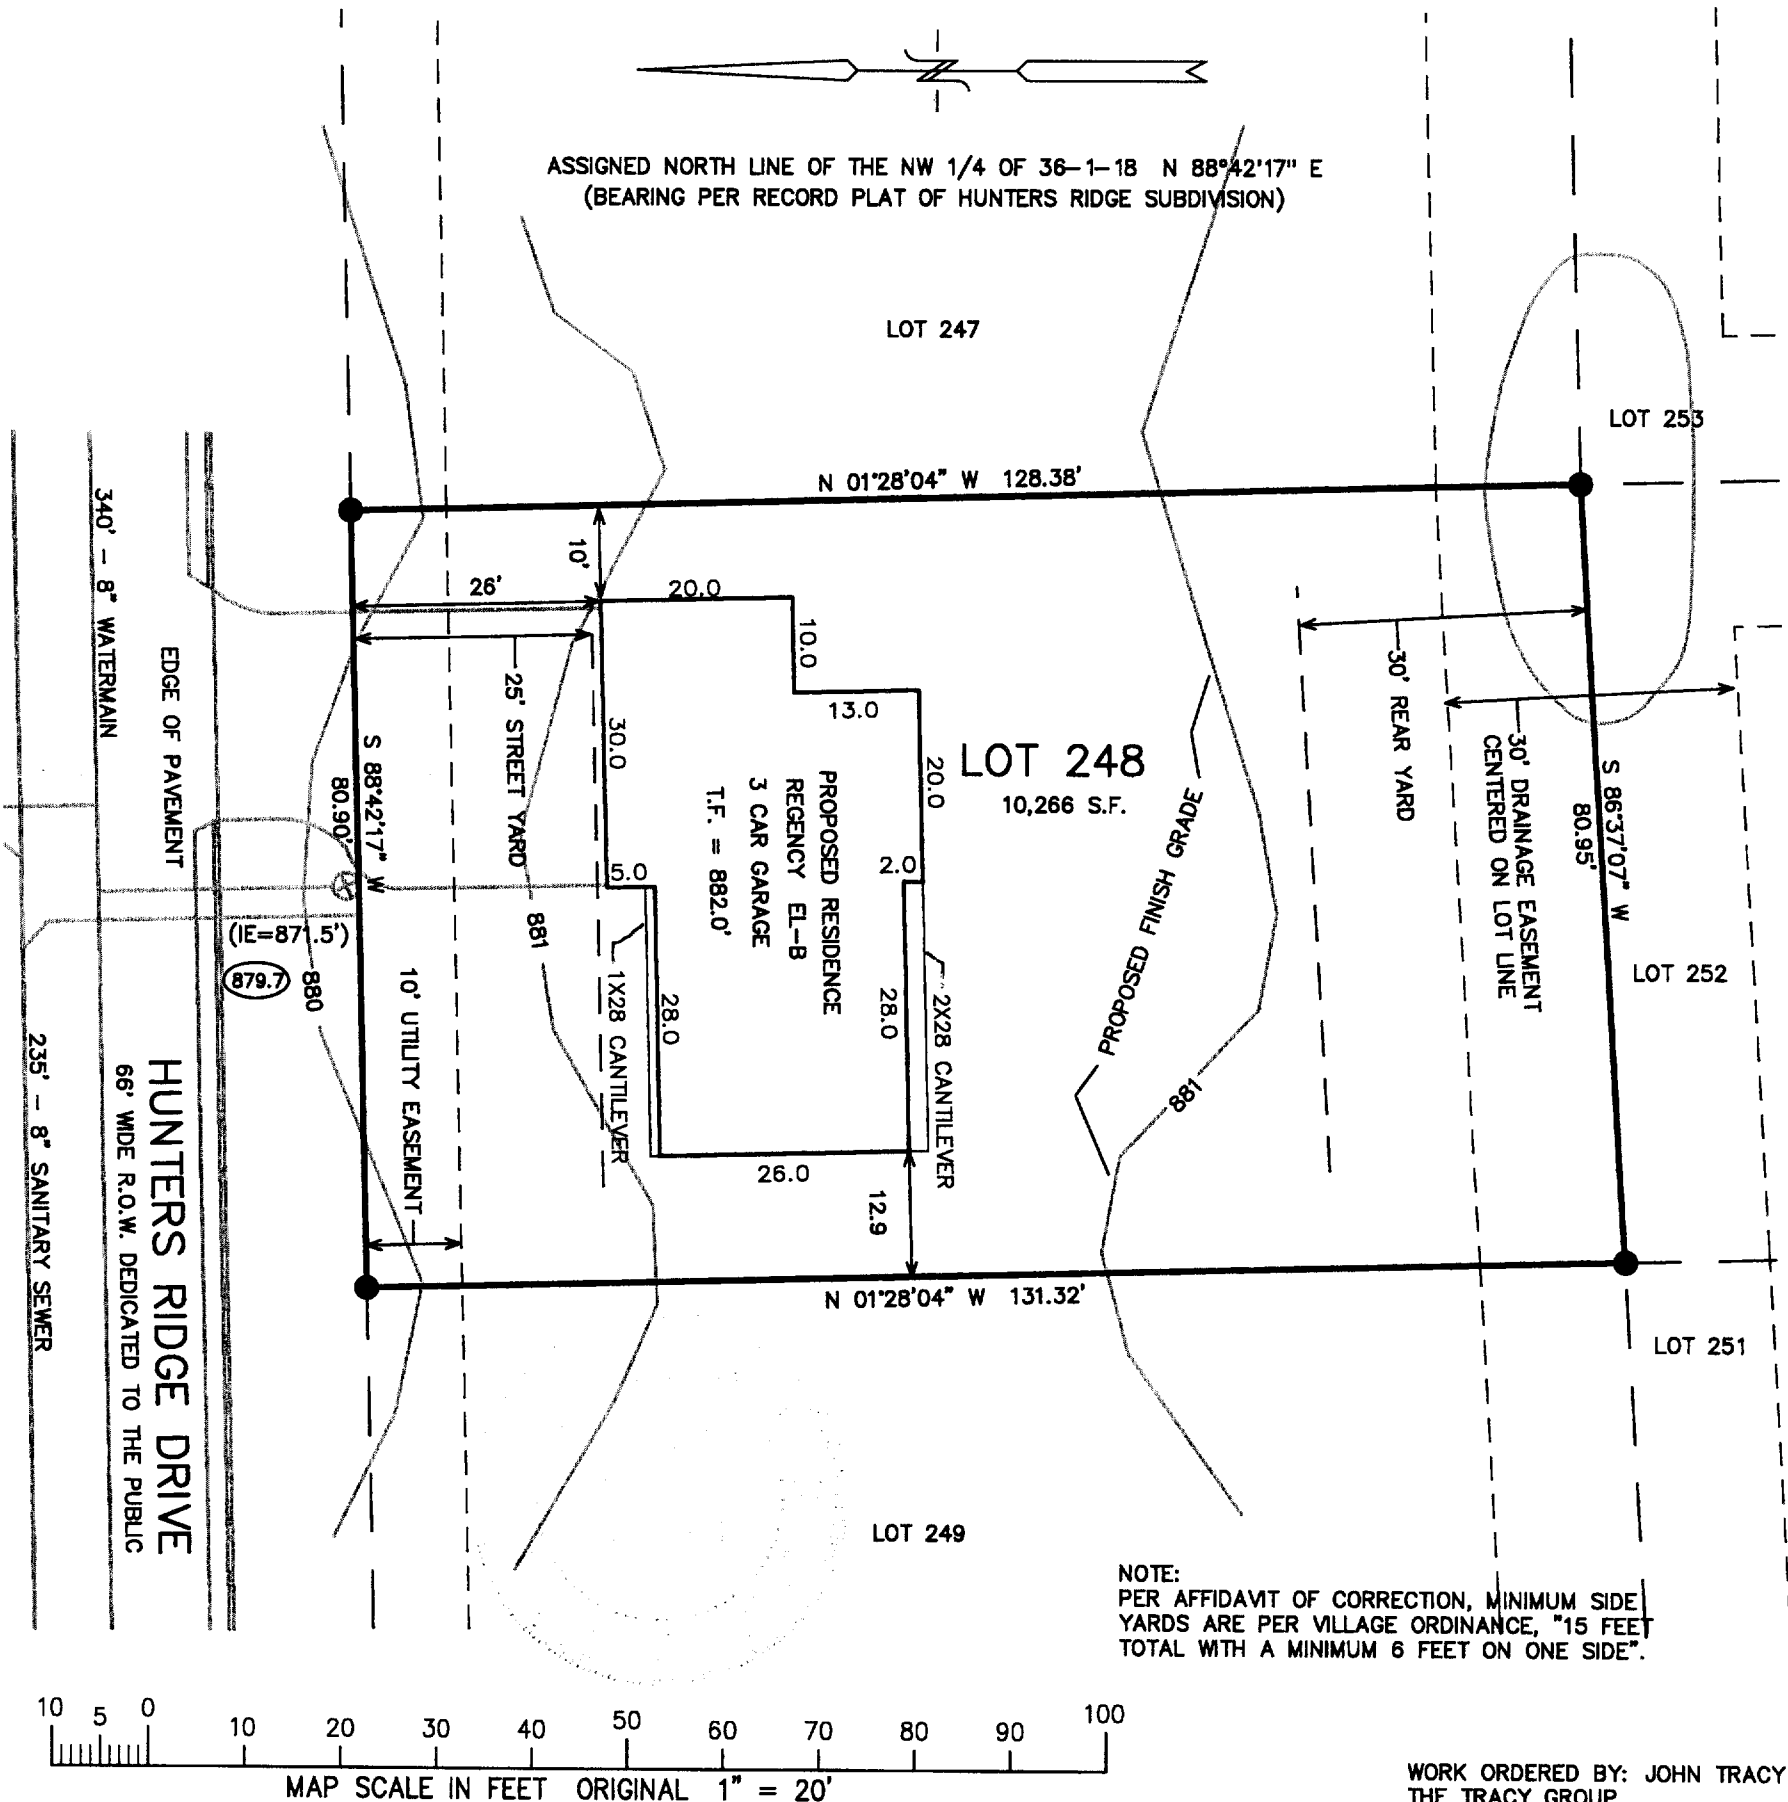 ASSIGNED NORTH LINE OF THE NW 1/4 OF 36-1-18 N 88°42'17" E
(BEARING PER RECORD PLAT OF HUNTERS RIDGE SUBDIVISION)
LOT 247
LOT 253
N 01°28'04" W 128.38'
340' - 8" WATERMAIN
EDGE OF PAVEMENT
10'
26'
20.0
10.0
13.0
25' STREET YARD
30.0
S 88°42'17" W
80.90'
PROPOSED RESIDENCE
REGENCY EL-B
3 CAR GARAGE
T.F. = 882.0'
20.0
LOT 248
10,266 S.F.
30' REAR YARD
30' DRAINAGE EASEMENT
CENTERED ON LOT LINE
S 86°37'07" W
80.95'
5.0
2.0
881
(IE=871.5')
879.7
880
10' UTILITY EASEMENT
1X28 CANTILEVER
28.0
28.0
2X28 CANTILEVER
PROPOSED FINISH GRADE
881
LOT 252
26.0
12.9
HUNTERS RIDGE DRIVE
66' WIDE R.O.W. DEDICATED TO THE PUBLIC
235' - 8" SANITARY SEWER
N 01°28'04" W 131.32'
LOT 251
LOT 249
NOTE:
PER AFFIDAVIT OF CORRECTION, MINIMUM SIDE
YARDS ARE PER VILLAGE ORDINANCE, "15 FEET
TOTAL WITH A MINIMUM 6 FEET ON ONE SIDE".
10 5 0 10 20 30 40 50 60 70 80 90 100
MAP SCALE IN FEET ORIGINAL 1" = 20'
WORK ORDERED BY: JOHN TRACY
THE TRACY GROUP